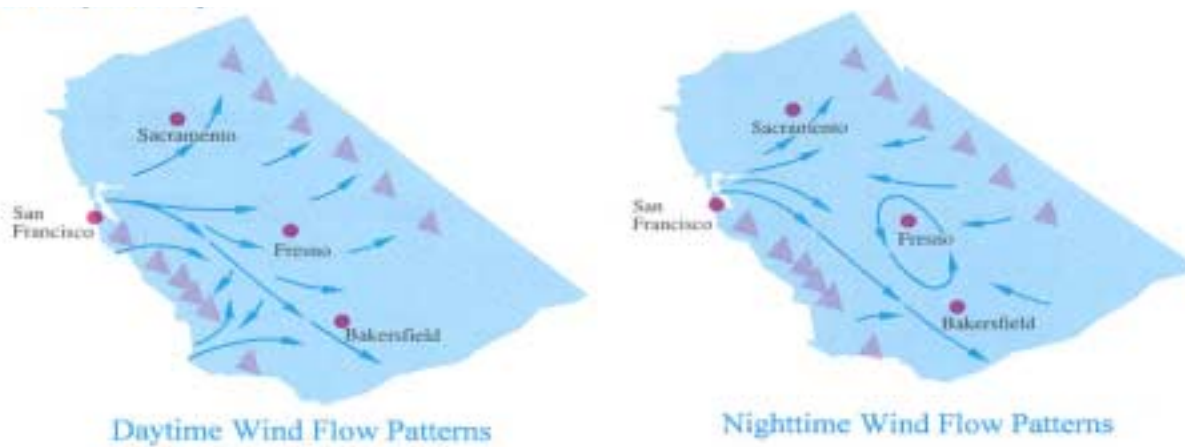 Sacramento
San
Francisco
Fresno
Bakersfield
Daytime Wind Flow Patterns
Sacramento
San
Francisco
Fresno
Bakersfield
Nighttime Wind Flow Patterns